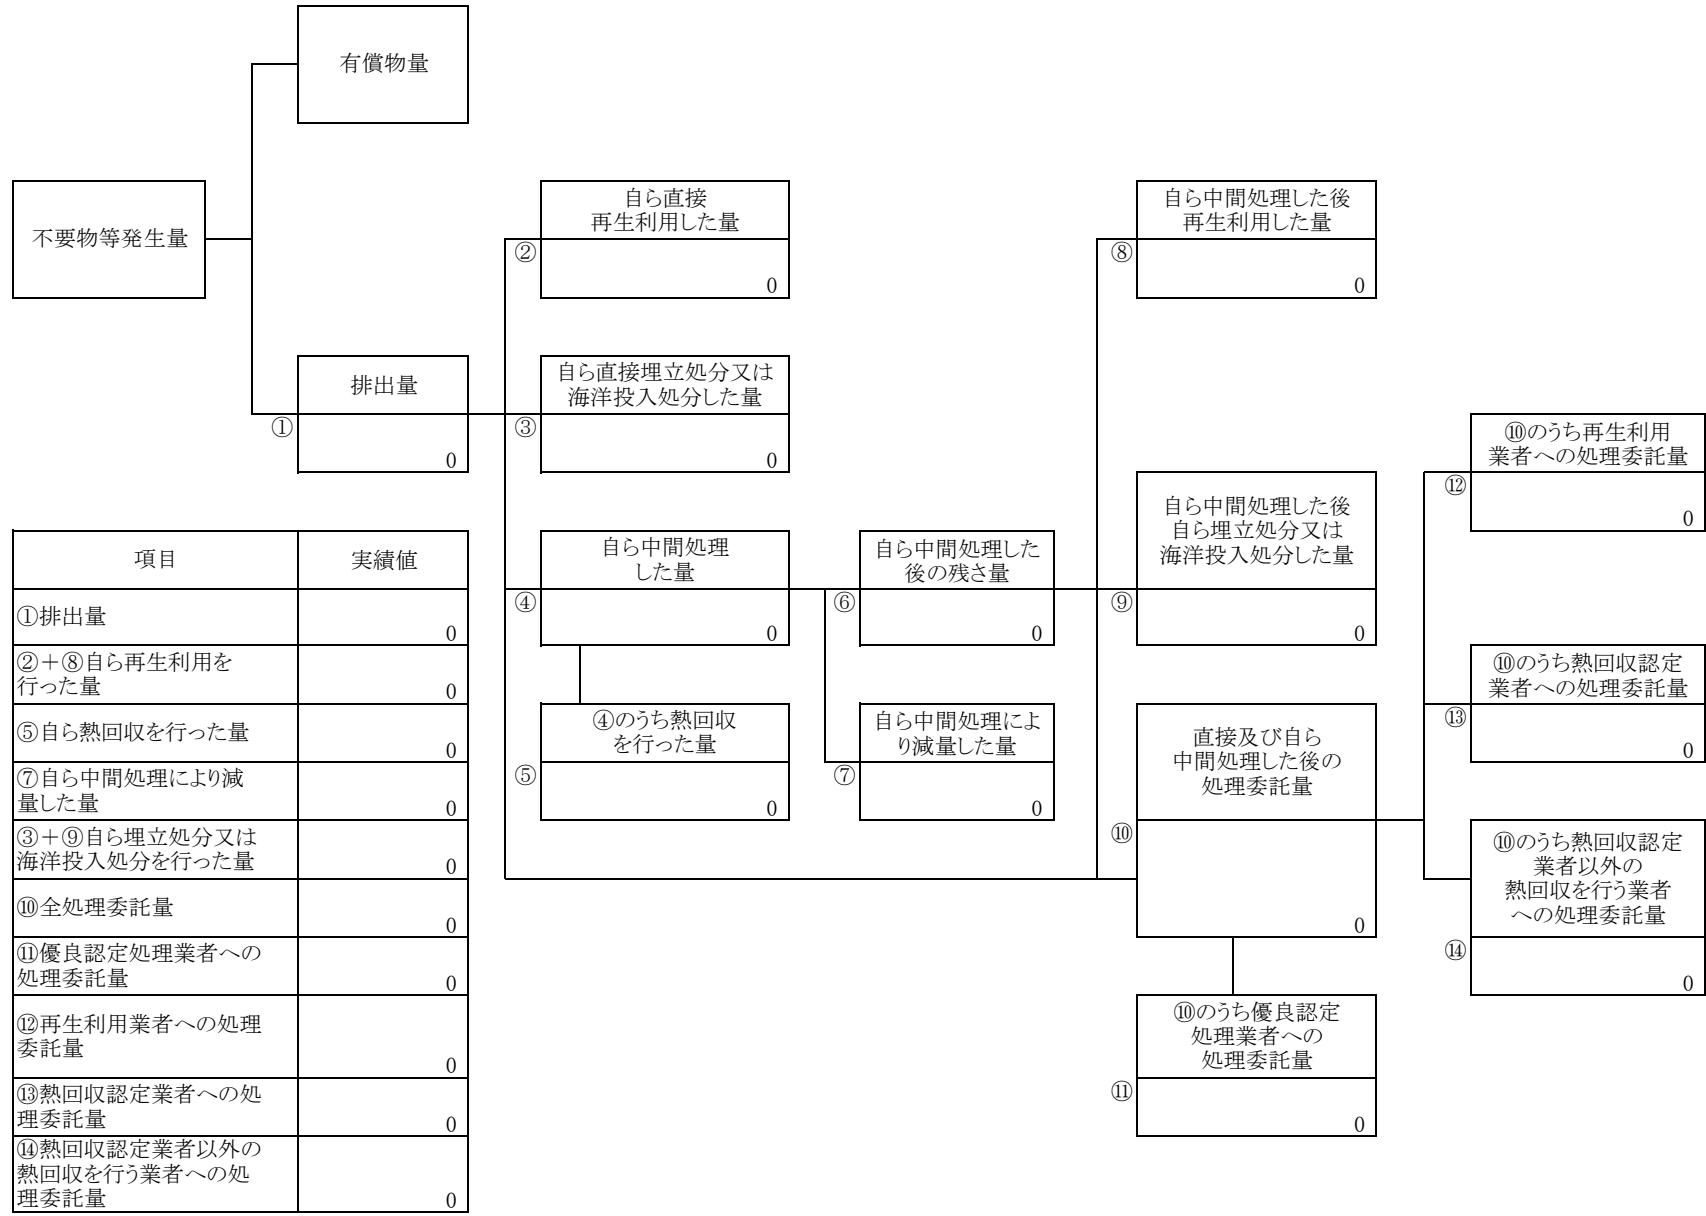 有償物量
不要物等発生量
自ら直接
再生利用した量
②
0
自ら中間処理した後
再生利用した量
⑧
0
排出量
①
0
自ら直接埋立処分又は
海洋投入処分した量
③
0
⑩のうち再生利用
業者への処理委託量
⑫
0
自ら中間処理した後
自ら埋立処分又は
海洋投入処分した量
⑨
0
自ら中間処理
した量
④
0
自ら中間処理した
後の残さ量
⑥
0
⑩のうち熱回収認定
業者への処理委託量
⑬
0
④のうち熱回収
を行った量
⑤
0
自ら中間処理によ
り減量した量
⑦
0
直接及び自ら
中間処理した後の
処理委託量
⑩
0
⑩のうち熱回収認定
業者以外の
熱回収を行う業者
への処理委託量
⑭
0
⑩のうち優良認定
処理業者への
処理委託量
⑪
0
項目 実績値
①排出量
0
②＋⑧自ら再生利用を
行った量
0
⑤自ら熱回収を行った量
0
⑦自ら中間処理により減
量した量
0
③＋⑨自ら埋立処分又は
海洋投入処分を行った量
0
⑩全処理委託量
0
⑪優良認定処理業者への
処理委託量
0
⑫再生利用業者への処理
委託量
0
⑬熱回収認定業者への処
理委託量
0
⑭熱回収認定業者以外の
熱回収を行う業者への処
理委託量
0